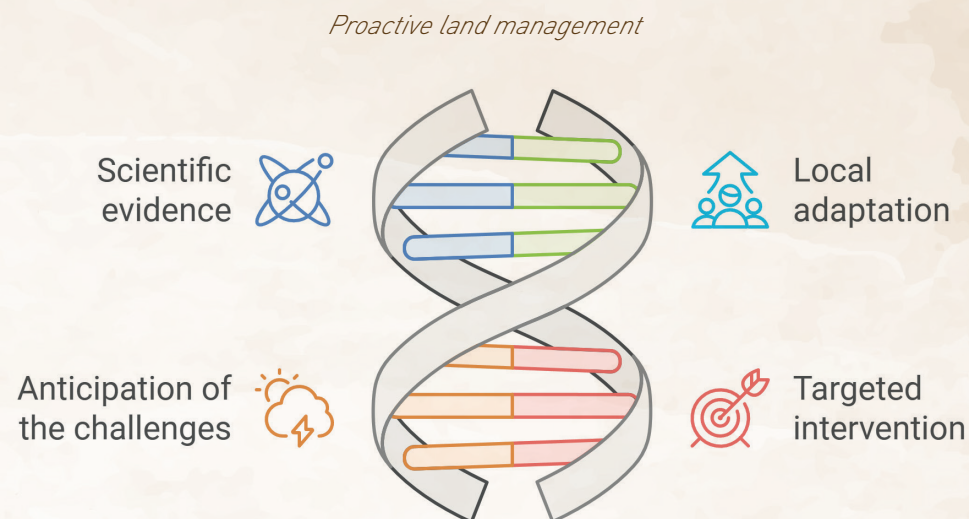 Proactive land management
Scientific
evidence
Local
adaptation
Anticipation of
the challenges
Targeted
intervention